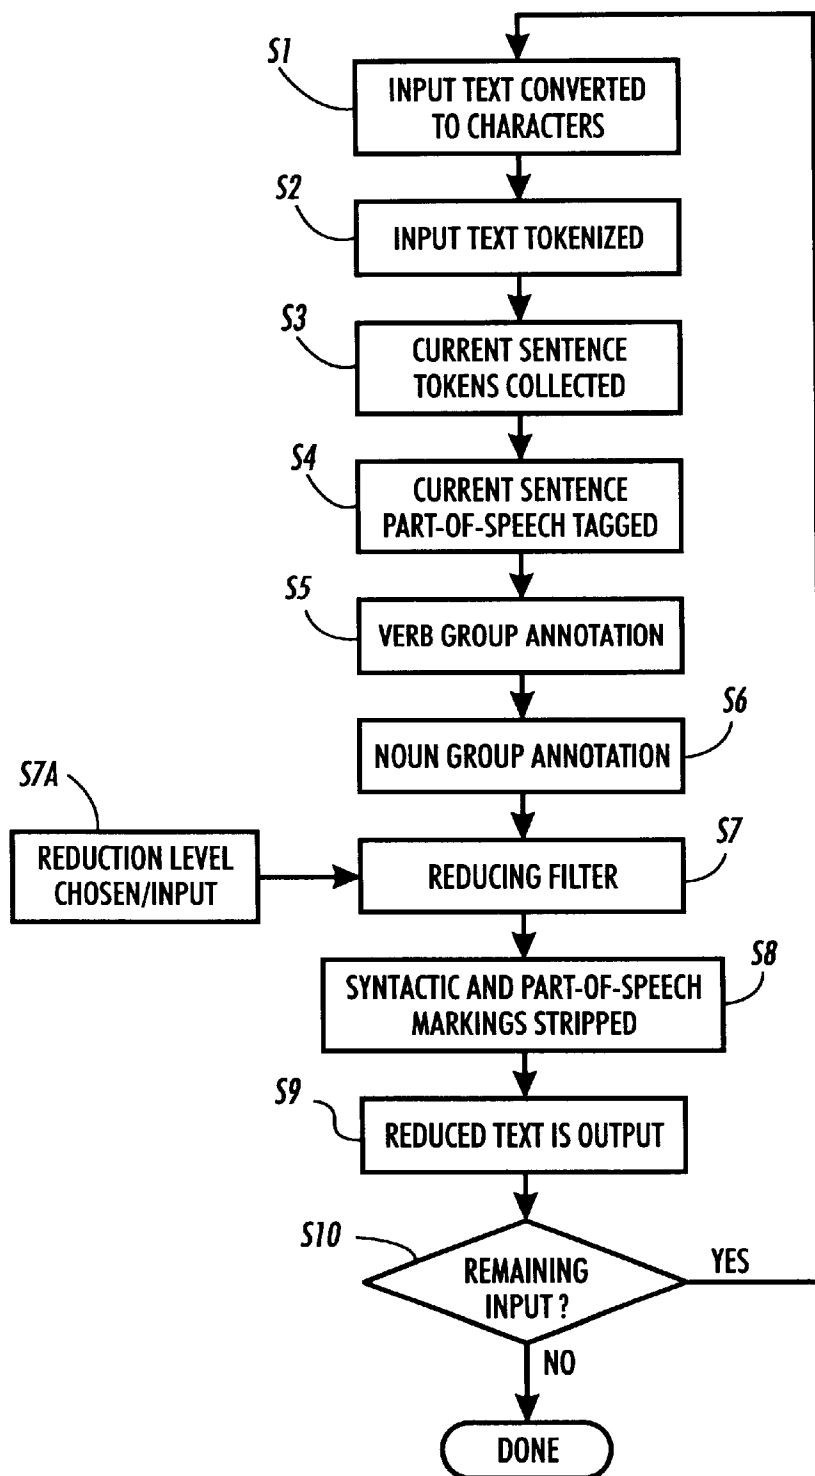 S1
INPUT TEXT CONVERTED
TO CHARACTERS
S2
INPUT TEXT TOKENIZED
S3
CURRENT SENTENCE
TOKENS COLLECTED
S4
CURRENT SENTENCE
PART-OF-SPEECH TAGGED
S5
VERB GROUP ANNOTATION
S6
NOUN GROUP ANNOTATION
S7A
REDUCTION LEVEL
CHOSEN/INPUT
S7
REDUCING FILTER
S8
SYNTACTIC AND PART-OF-SPEECH
MARKINGS STRIPPED
S9
REDUCED TEXT IS OUTPUT
S10
REMAINING
INPUT ?
YES
NO
DONE